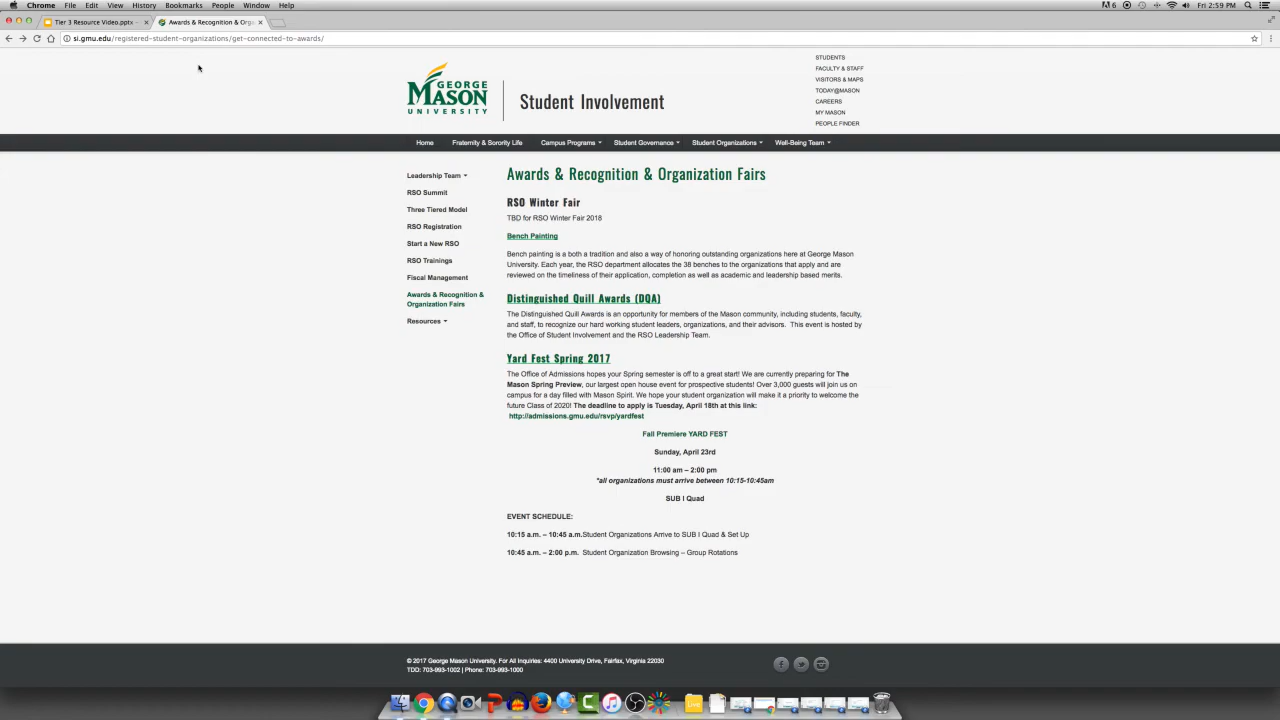 Chrome File Edit View History Bookmarks People Window Help
6 Fri 2:59 PM
Tier 3 Resource Video.pptx
Awards & Recognition & Orga
si.gmu.edu/registered-student-organizations/get-connected-to-awards/
GEORGE
MASON
UNIVERSITY
Student Involvement
STUDENTS
FACULTY & STAFF
VISITORS & MAPS
TODAY@MASON
CAREERS
MY MASON
PEOPLE FINDER
Home Fraternity & Sorority Life Campus Programs Student Governance Student Organizations Well-Being Team
Leadership Team
RSO Summit
Three Tiered Model
RSO Registration
Start a New RSO
RSO Trainings
Fiscal Management
Awards & Recognition &
Organization Fairs
Resources
Awards & Recognition & Organization Fairs
RSO Winter Fair
TBD for RSO Winter Fair 2018
Bench Painting
Bench painting is a both a tradition and also a way of honoring outstanding organizations here at George Mason
University. Each year, the RSO department allocates the 38 benches to the organizations that apply and are
reviewed on the timeliness of their application, completion as well as academic and leadership based merits.
Distinguished Quill Awards (DQA)
The Distinguished Quill Awards is an opportunity for members of the Mason community, including students, faculty,
and staff, to recognize our hard working student leaders, organizations, and their advisors. This event is hosted by
the Office of Student Involvement and the RSO Leadership Team.
Yard Fest Spring 2017
The Office of Admissions hopes your Spring semester is off to a great start! We are currently preparing for The
Mason Spring Preview, our largest open house event for prospective students! Over 3,000 guests will join us on
campus for a day filled with Mason Spirit. We hope your student organization will make it a priority to welcome the
future Class of 2020! The deadline to apply is Tuesday, April 18th at this link:
http://admissions.gmu.edu/rsvp/yardfest
Fall Premiere YARD FEST
Sunday, April 23rd
11:00 am – 2:00 pm
*all organizations must arrive between 10:15-10:45am
SUB I Quad
EVENT SCHEDULE:
10:15 a.m. – 10:45 a.m.Student Organizations Arrive to SUB I Quad & Set Up
10:45 a.m. – 2:00 p.m. Student Organization Browsing – Group Rotations
© 2017 George Mason University. For All Inquiries: 4400 University Drive, Fairfax, Virginia 22030
TDD: 703-993-1002 | Phone: 703-993-1000